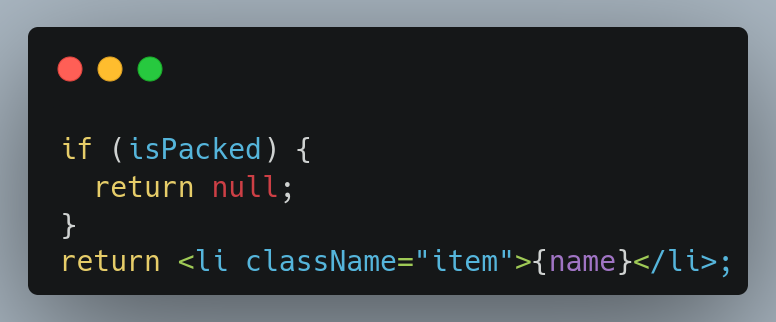 if (isPacked) {
  return null;
}
return <li className="item">{name}</li>;